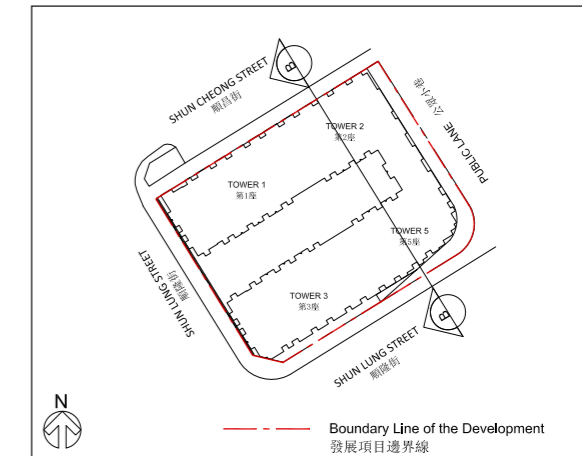 SHUN CHEONG STREET
順昌街
B
公眾小巷
PUBLIC LANE
TOWER 2
第2座
TOWER 1
第1座
TOWER 5
第5座
SHUN LUNG STREET
順隆街
TOWER 3
第3座
B
SHUN LUNG STREET
順隆街
N
Boundary Line of the Development
發展項目邊界線